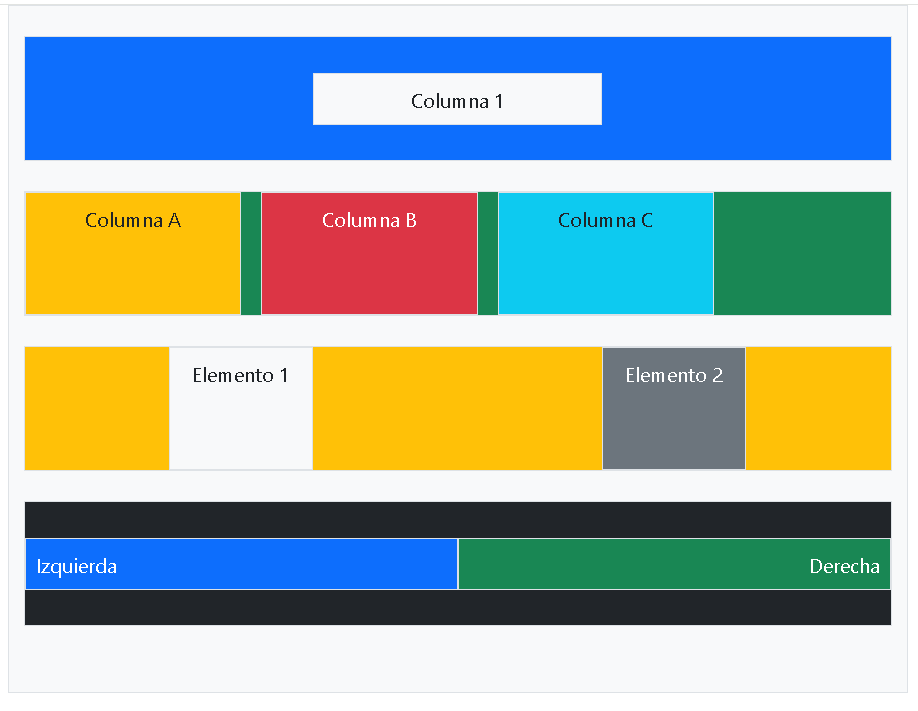 Columna 1
Columna A
Columna B
Columna C
Elemento 1
Elemento 2
Izquierda
Derecha